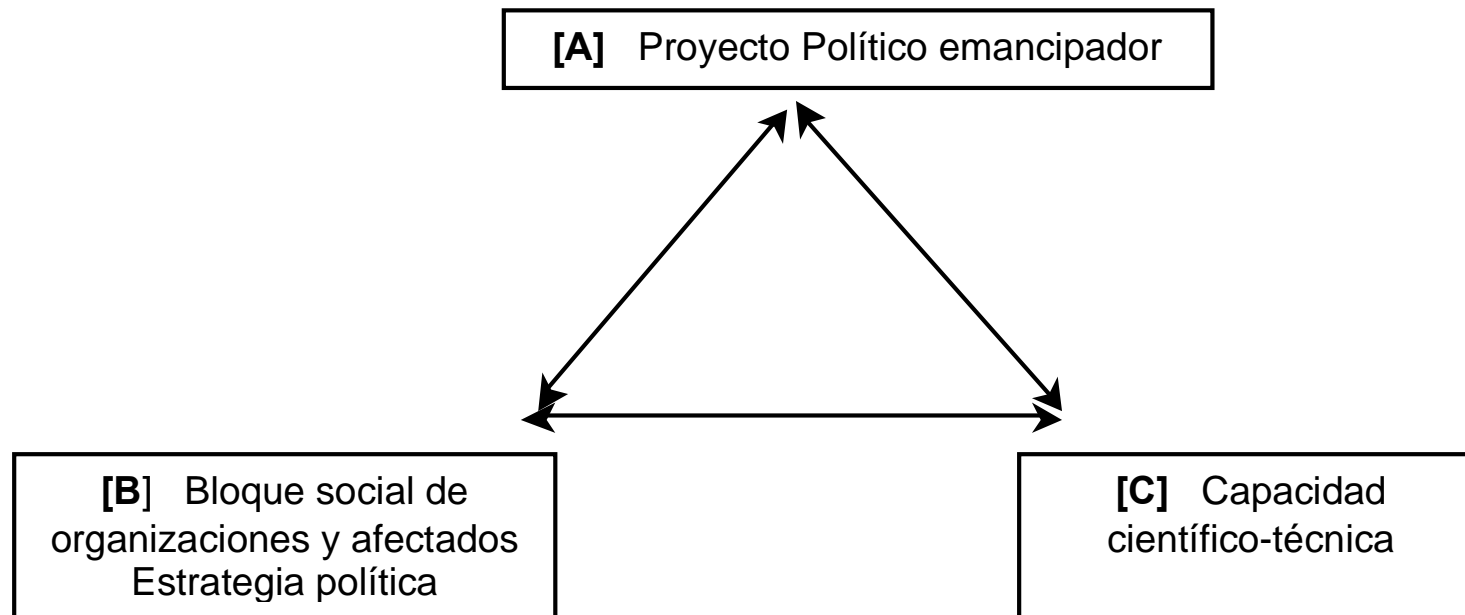 [A] Proyecto Político emancipador
[B] Bloque social de
organizaciones y afectados
Estrategia política
[C] Capacidad
científico-técnica